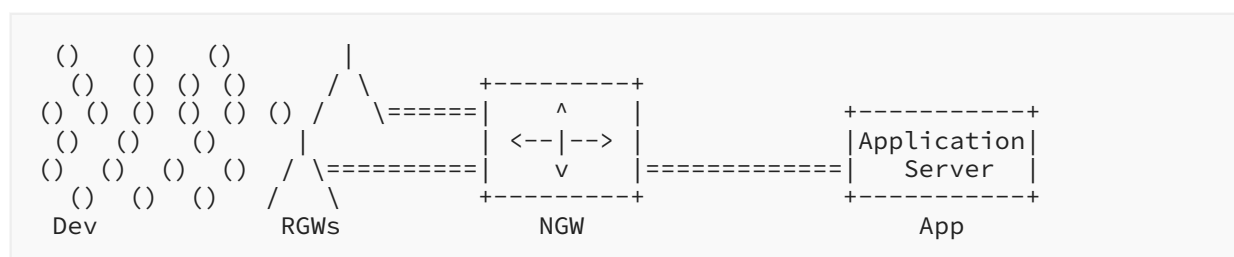 ()    ()    ()        |
()   () () ()      / \       +---------+
() () () () () () /   \======|    ^    |             +-----------+
()   ()    ()      |           | <--|--> |             |Application|
()  ()  ()  ()  / \==========|    v    |=============|  Server  |
()  ()  ()   /   \         +---------+             +-----------+
Dev            RGWs                NGW                        App